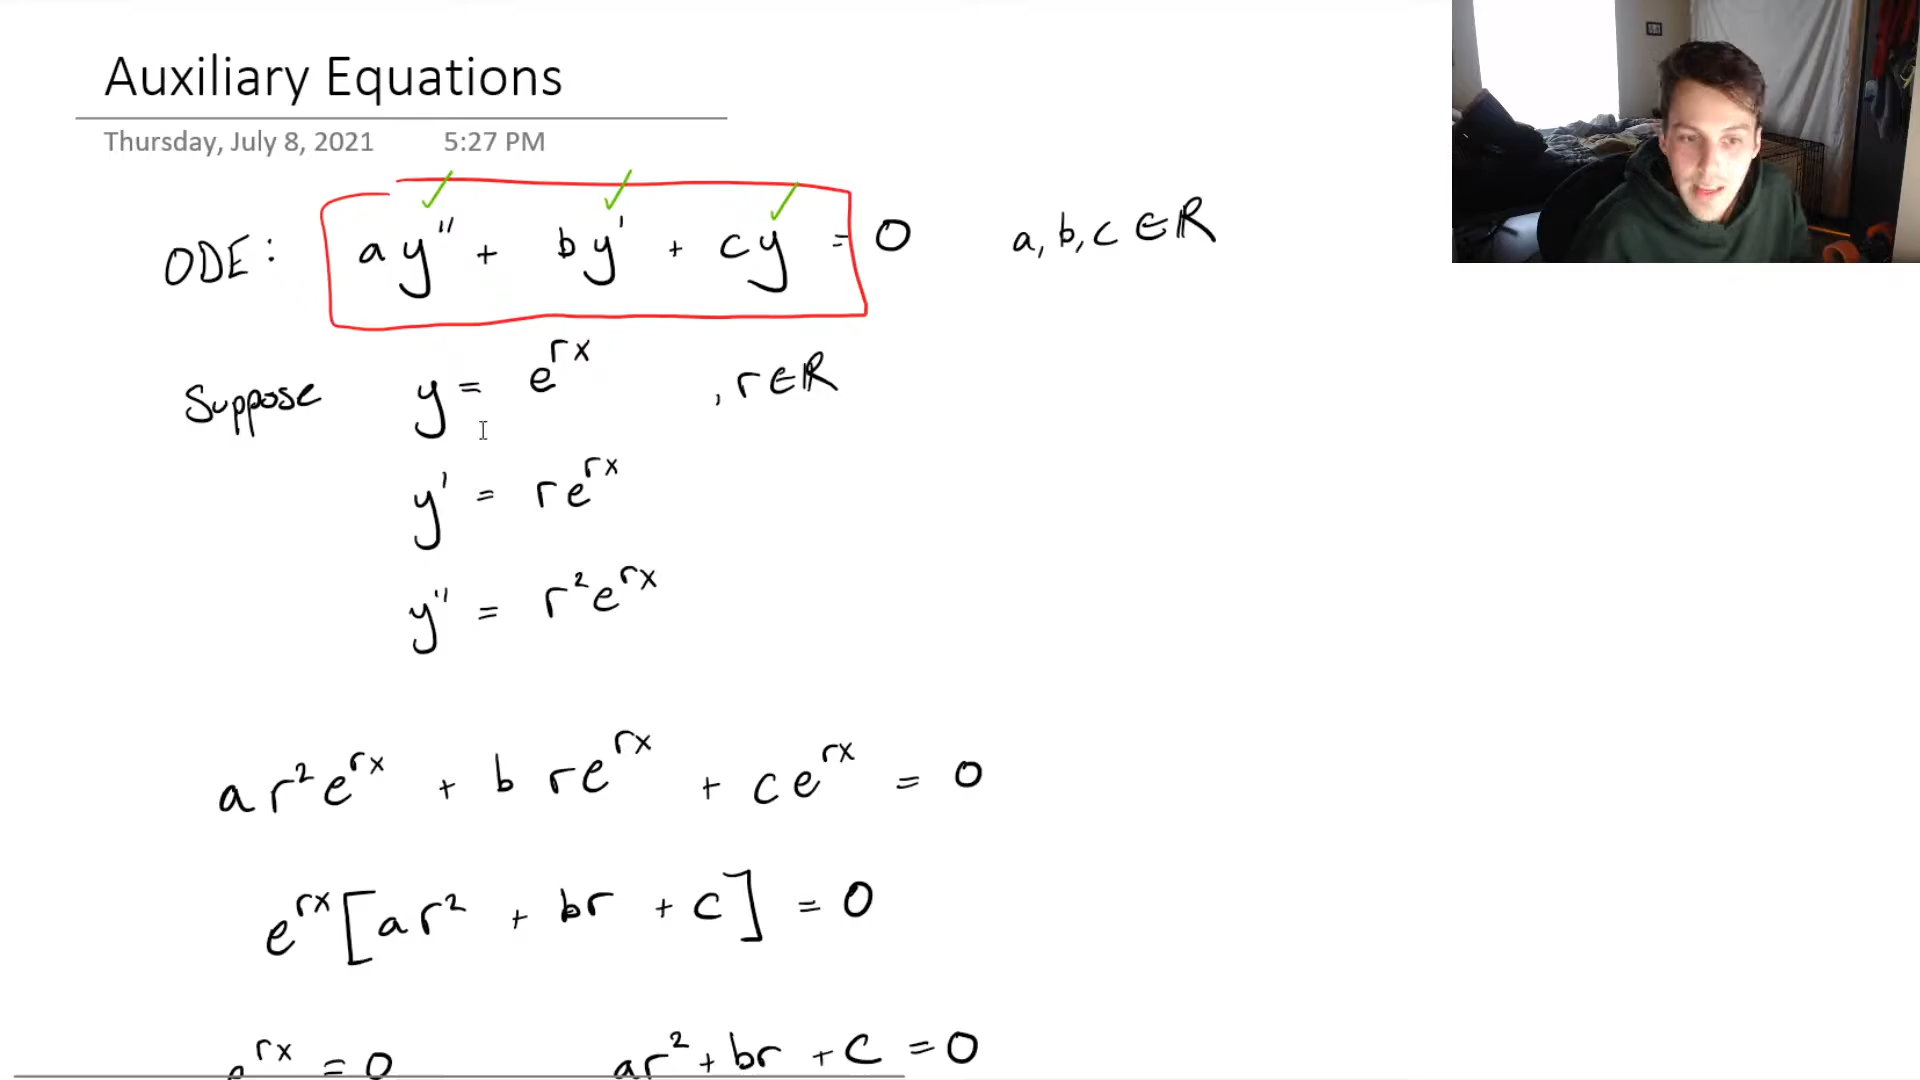 Auxiliary Equations
Thursday, July 8, 2021 5:27 PM
ODE: ay" + by' + cy = 0 a, b, c ∈ ℝ
Suppose y = e^{rx} , r ∈ ℝ
y' = re^{rx}
y" = r²e^{rx}
ar²e^{rx} + b re^{rx} + ce^{rx} = 0
e^{rx}[ar² + br + c] = 0
e^{rx} = 0 ar² + br + c = 0